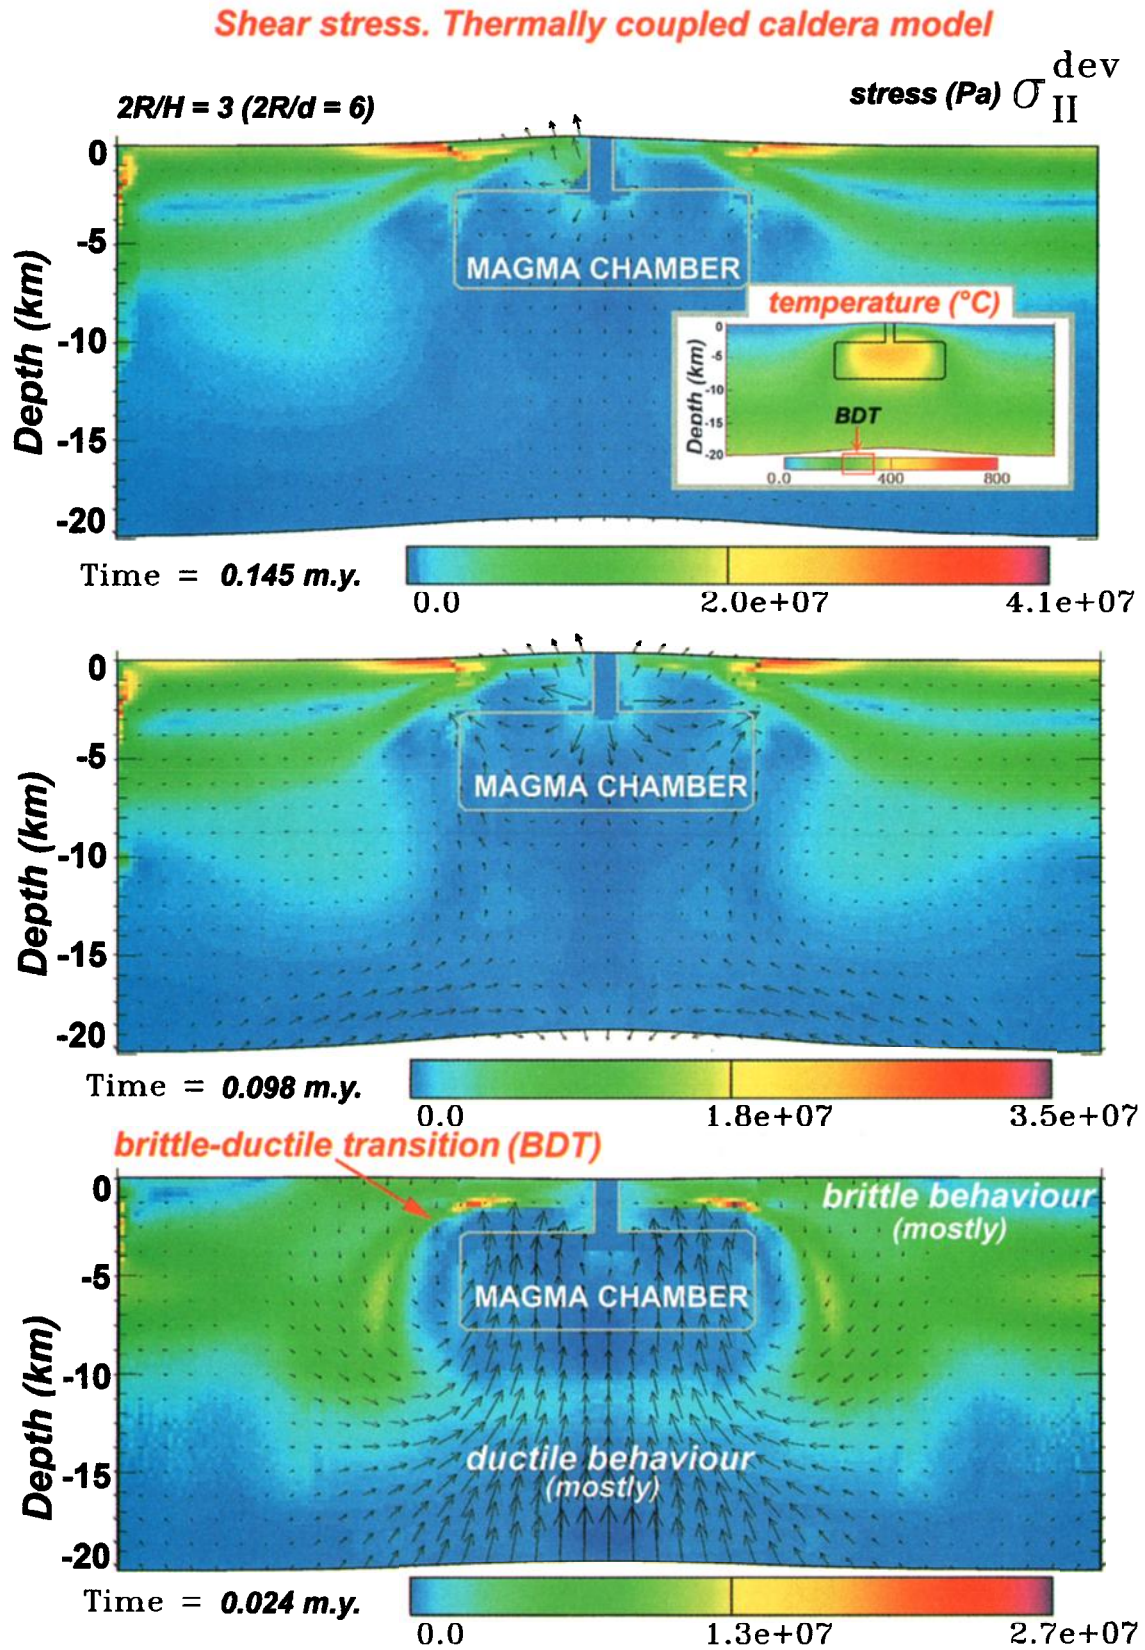 Shear stress. Thermally coupled caldera model
2R/H = 3 (2R/d = 6)
stress (Pa) σ dev II
0
-5
-10
-15
-20
Depth (km)
MAGMA CHAMBER
temperature (°C)
0
-5
-10
-15
-20
Depth (km)
BDT
0.0 400 800
Time = 0.145 m.y.
0.0 2.0e+07 4.1e+07
0
-5
-10
-15
-20
Depth (km)
MAGMA CHAMBER
Time = 0.098 m.y.
0.0 1.8e+07 3.5e+07
brittle-ductile transition (BDT)
0
-5
-10
-15
-20
Depth (km)
brittle behaviour
(mostly)
MAGMA CHAMBER
ductile behaviour
(mostly)
Time = 0.024 m.y.
0.0 1.3e+07 2.7e+07